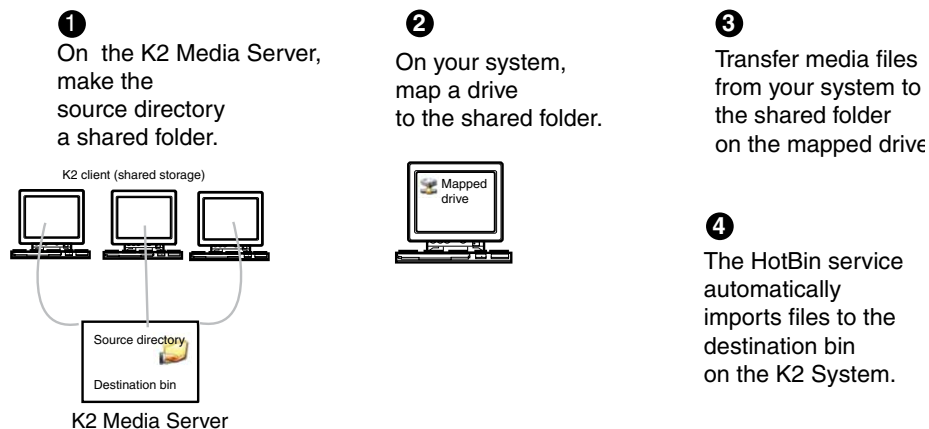 1
On the K2 Media Server,
make the
source directory
a shared folder.
K2 client (shared storage)
Source directory
Destination bin
K2 Media Server
2
On your system,
map a drive
to the shared folder.
Mapped
drive
3
Transfer media files
from your system to
the shared folder
on the mapped drive
4
The HotBin service
automatically
imports files to the
destination bin
on the K2 System.